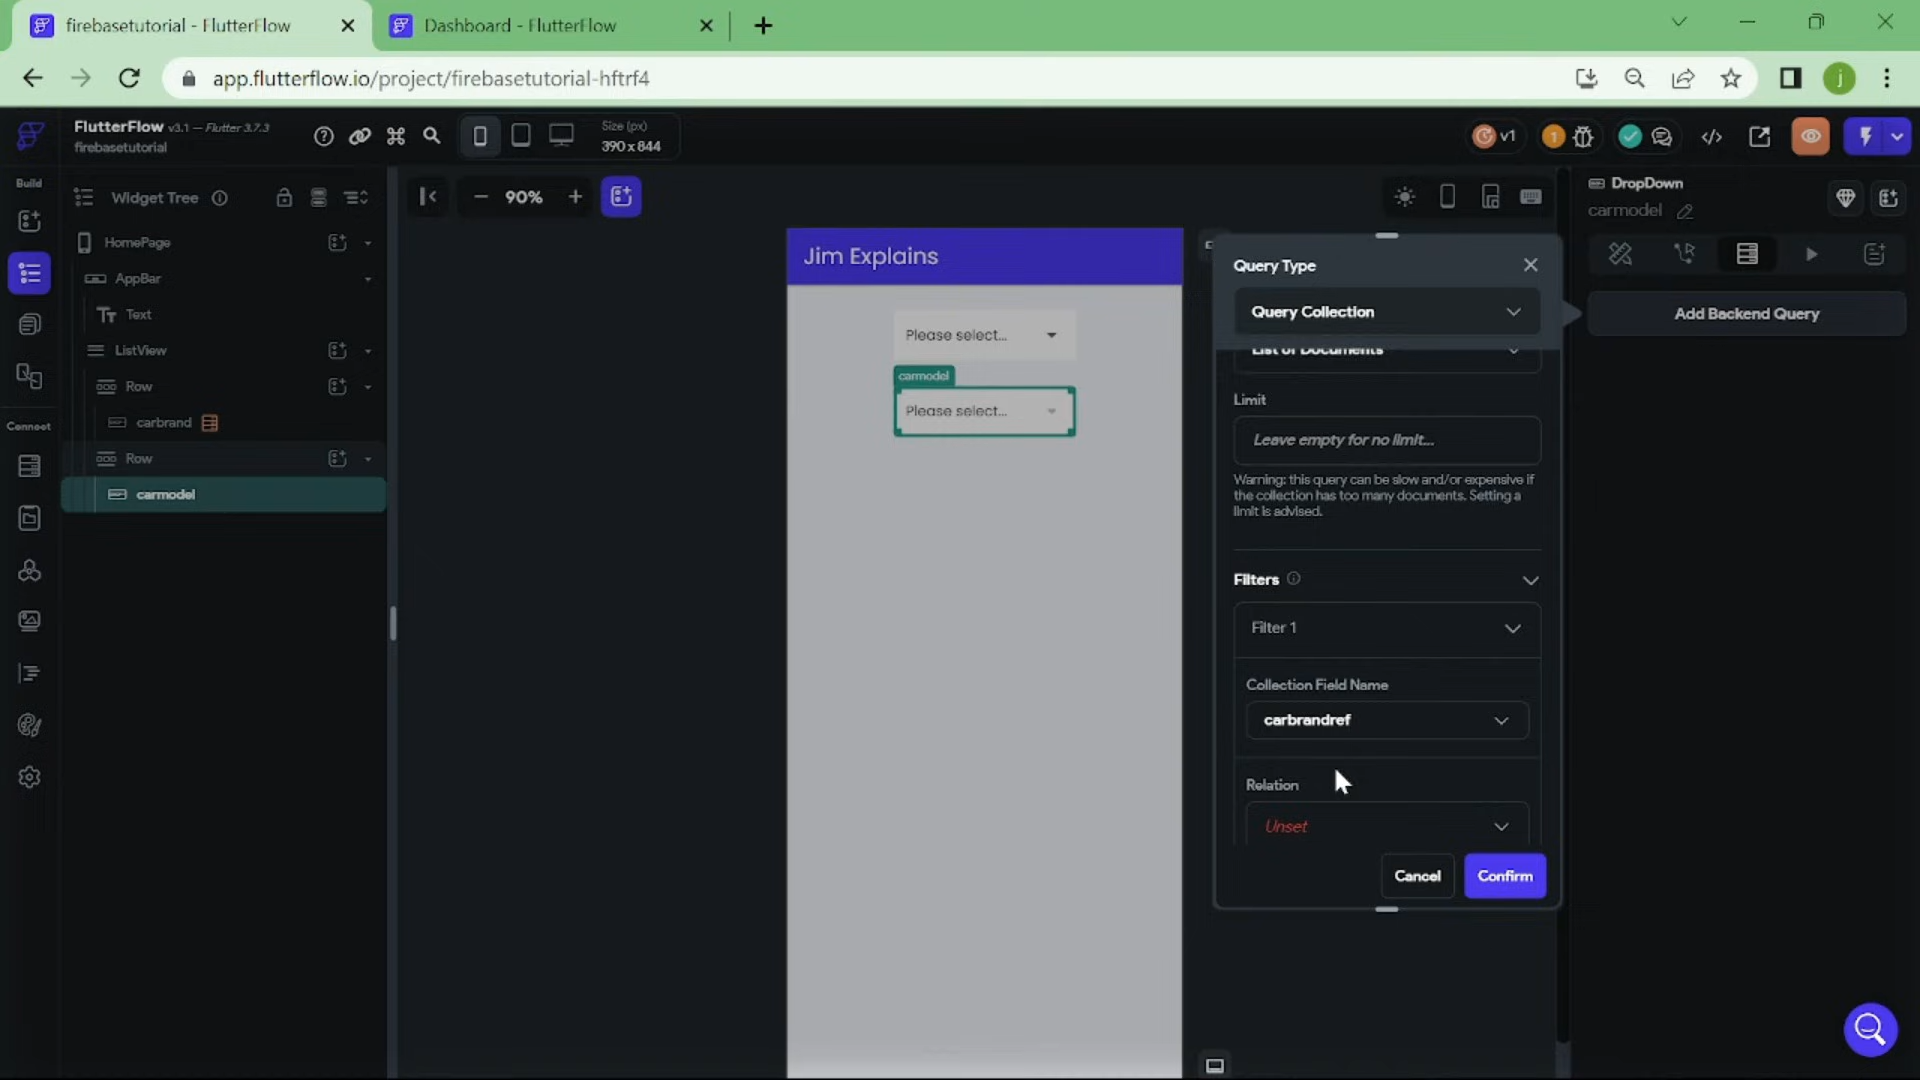 firebasetutorial - FlutterFlow
Dashboard - FlutterFlow
app.flutterflow.io/project/firebasetutorial-hftrf4
j
FlutterFlow v3.1 – Flutter 3.7.3
firebasetutorial
Size (px)
390 x 844
v1
1
Build
Widget Tree
90%
DropDown
carmodel
HomePage
AppBar
Text
ListView
Row
carbrand
Connect
Row
carmodel
Jim Explains
Please select...
carmodel
Please select...
Query Type
Query Collection
List of Documents
Limit
Leave empty for no limit...
Warning: this query can be slow and/or expensive if
the collection has too many documents. Setting a
limit is advised.
Filters
Filter 1
Collection Field Name
carbrandref
Relation
Unset
Cancel
Confirm
Add Backend Query